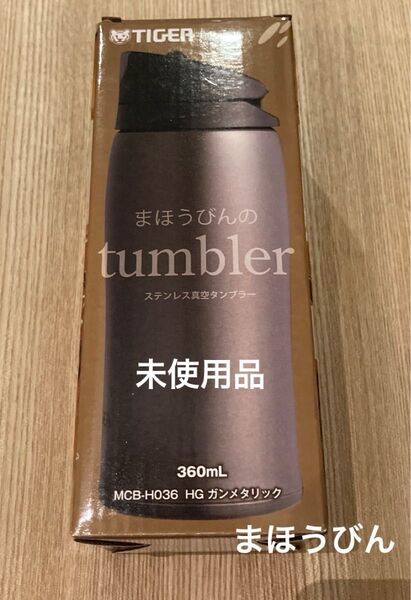 TIGER
まほうびんの
tumbler
ステンレス真空タンブラー
未使用品
360mL
MCB-H036 HG ガンメタリック
まほうびん